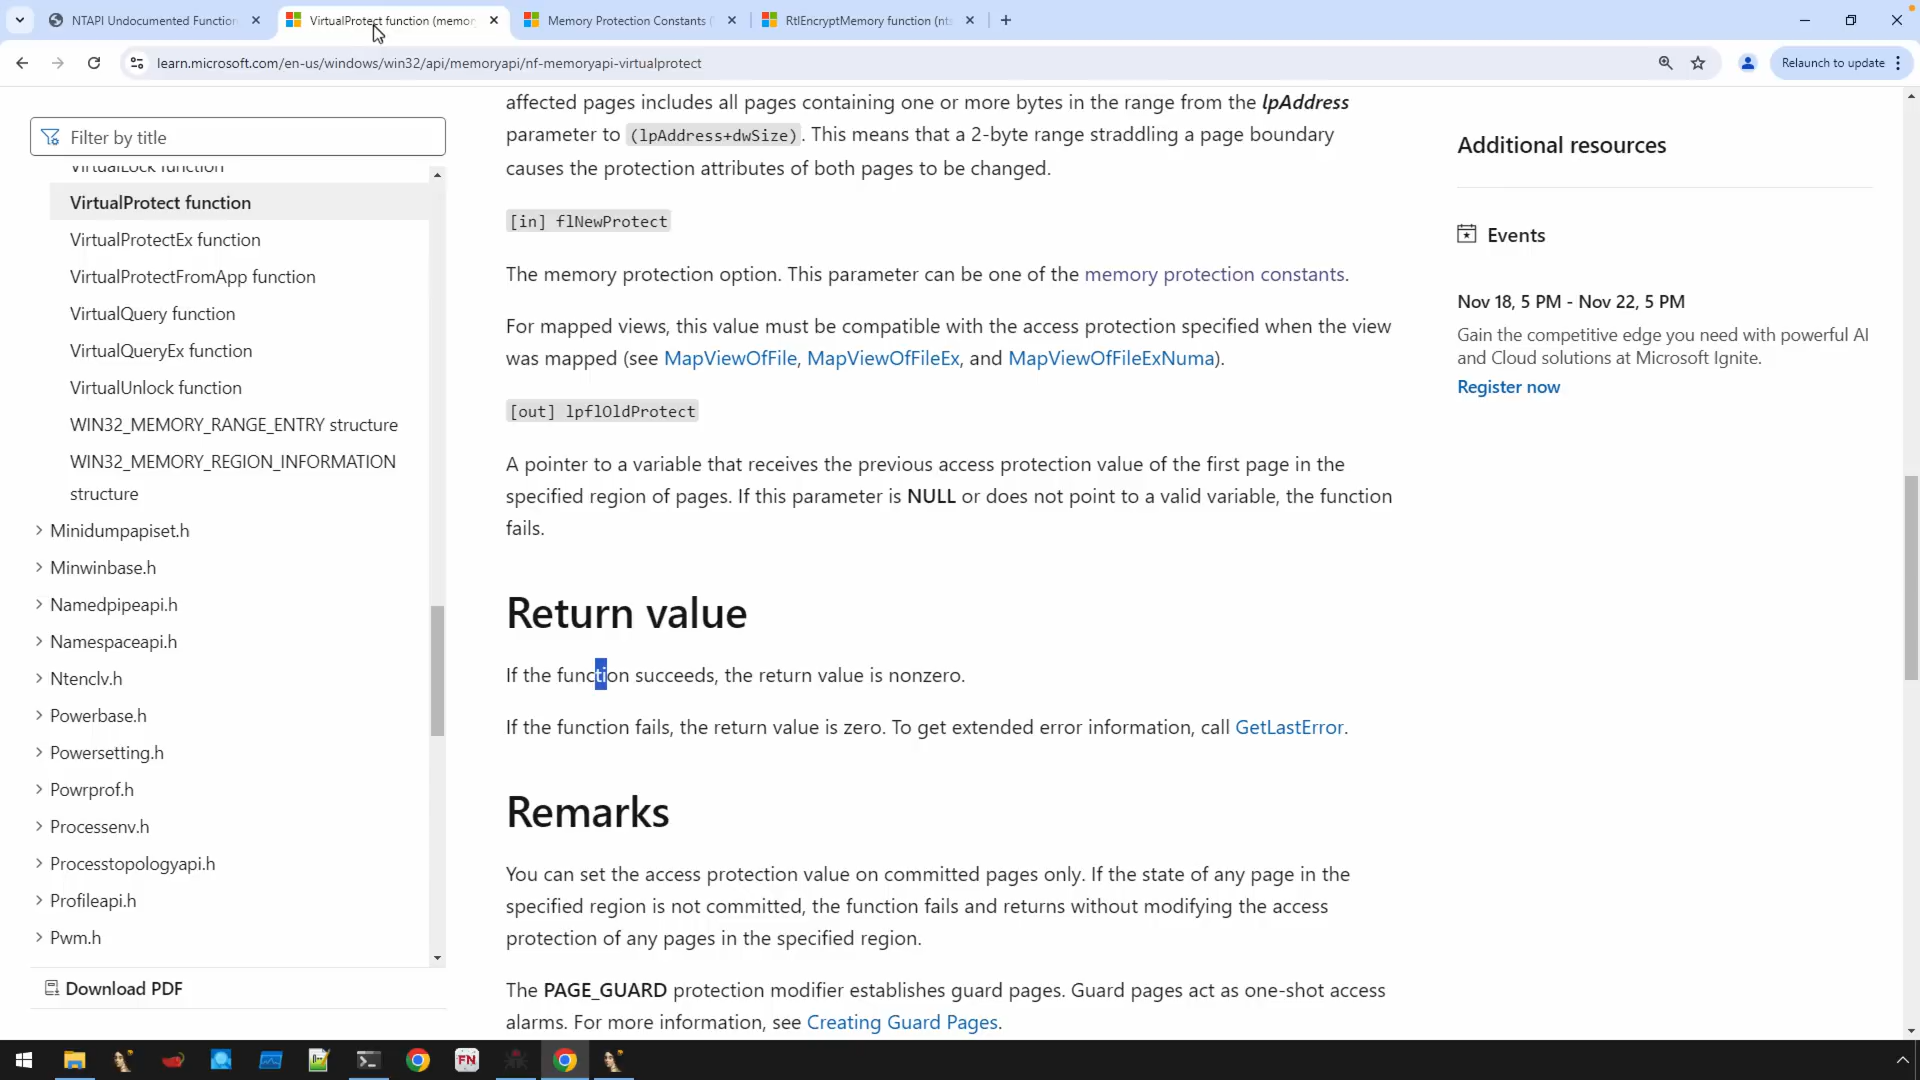 NTAPI Undocumented Function
VirtualProtect function (memor
Memory Protection Constants (
RtlEncryptMemory function (nt
learn.microsoft.com/en-us/windows/win32/api/memoryapi/nf-memoryapi-virtualprotect
Relaunch to update
Filter by title
VirtualLock function
VirtualProtect function
VirtualProtectEx function
VirtualProtectFromApp function
VirtualQuery function
VirtualQueryEx function
VirtualUnlock function
WIN32_MEMORY_RANGE_ENTRY structure
WIN32_MEMORY_REGION_INFORMATION
structure
Minidumpapiset.h
Minwinbase.h
Namedpipeapi.h
Namespaceapi.h
Ntenclv.h
Powerbase.h
Powersetting.h
Powrprof.h
Processenv.h
Processtopologyapi.h
Profileapi.h
Pwm.h
Download PDF
affected pages includes all pages containing one or more bytes in the range from the lpAddress
parameter to (lpAddress+dwSize). This means that a 2-byte range straddling a page boundary
causes the protection attributes of both pages to be changed.
[in] flNewProtect
The memory protection option. This parameter can be one of the memory protection constants.
For mapped views, this value must be compatible with the access protection specified when the view
was mapped (see MapViewOfFile, MapViewOfFileEx, and MapViewOfFileExNuma).
[out] lpflOldProtect
A pointer to a variable that receives the previous access protection value of the first page in the
specified region of pages. If this parameter is NULL or does not point to a valid variable, the function
fails.
Return value
If the function succeeds, the return value is nonzero.
If the function fails, the return value is zero. To get extended error information, call GetLastError.
Remarks
You can set the access protection value on committed pages only. If the state of any page in the
specified region is not committed, the function fails and returns without modifying the access
protection of any pages in the specified region.
The PAGE_GUARD protection modifier establishes guard pages. Guard pages act as one-shot access
alarms. For more information, see Creating Guard Pages.
Additional resources
Events
Nov 18, 5 PM - Nov 22, 5 PM
Gain the competitive edge you need with powerful AI
and Cloud solutions at Microsoft Ignite.
Register now
FN